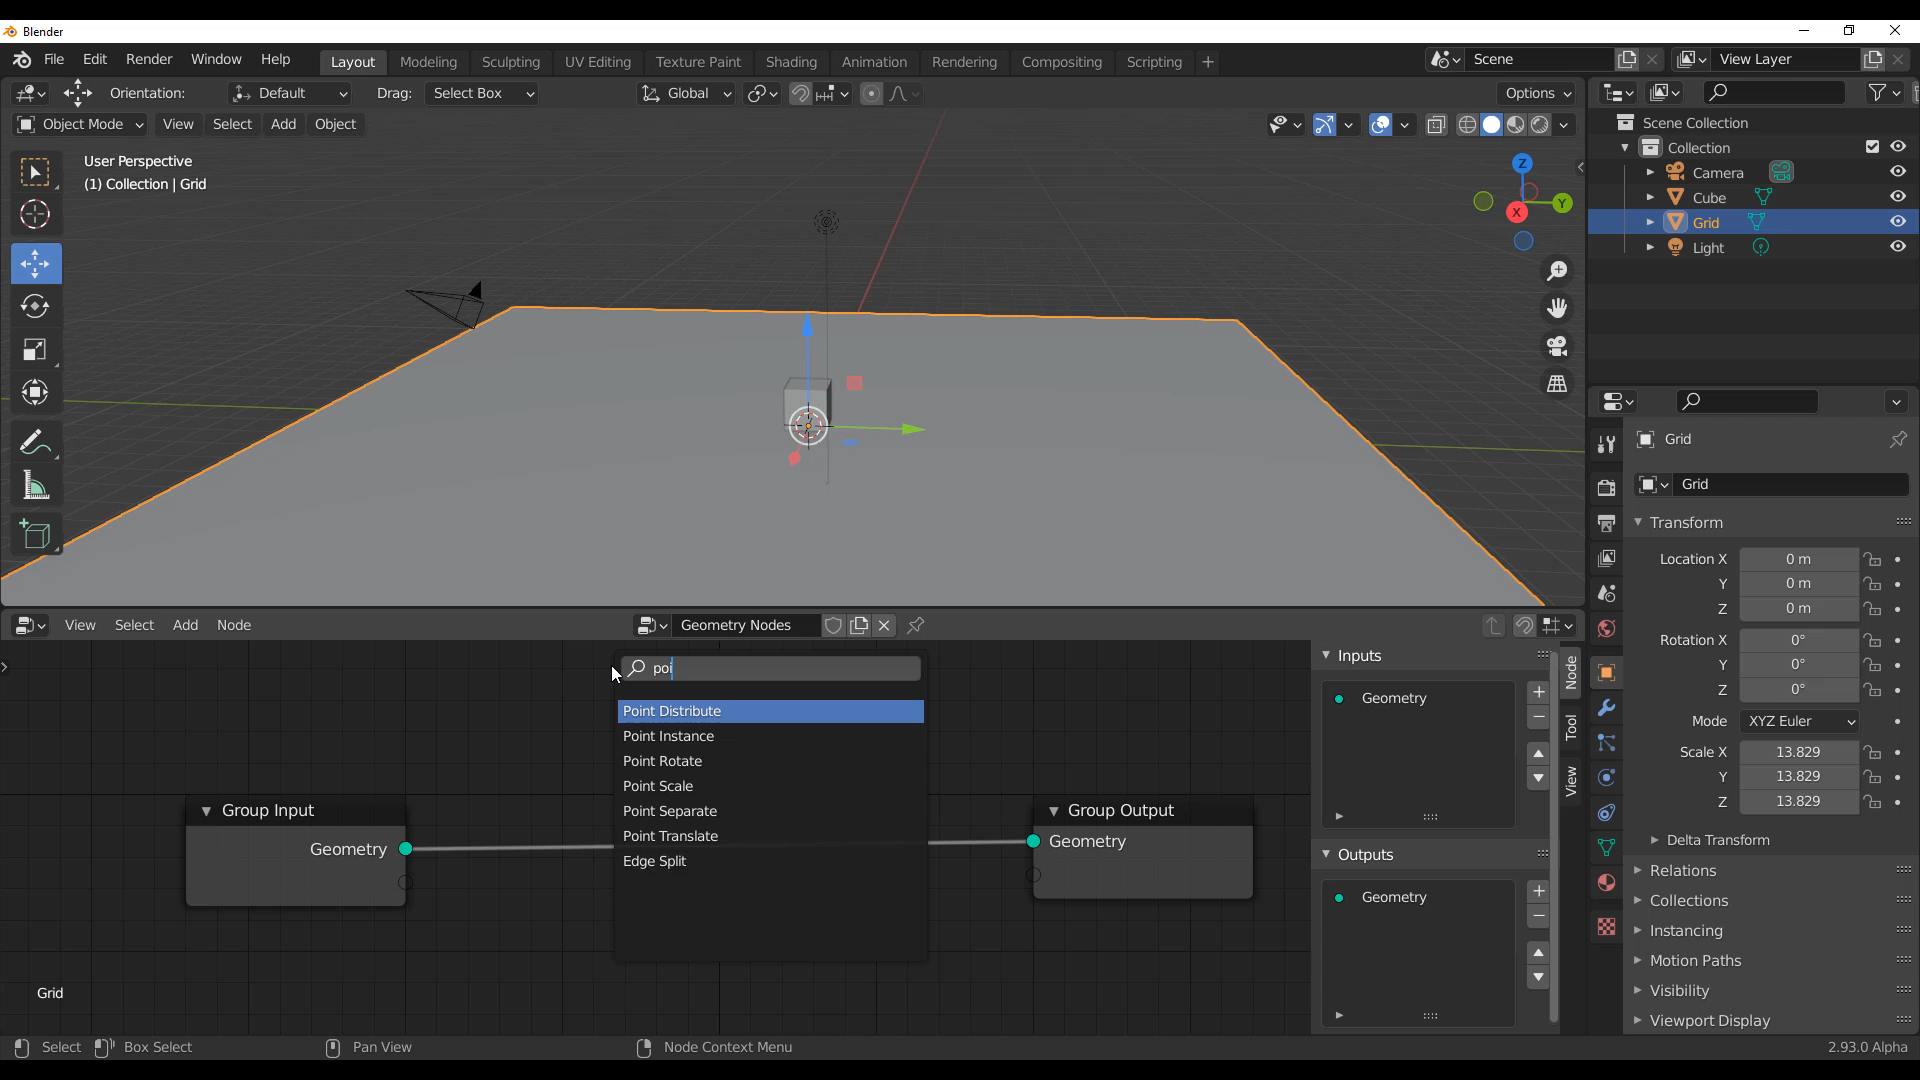 Blender
File Edit Render Window Help Layout Modeling Sculpting UV Editing Texture Paint Shading Animation Rendering Compositing Scripting + Scene View Layer
Orientation: Default Drag: Select Box Global Options
Object Mode View Select Add Object
User Perspective
(1) Collection | Grid
Z
Y
X
Scene Collection
Collection
Camera
Cube
Grid
Light
Grid
Grid
Transform
Location X 0 m
Y 0 m
Z 0 m
Rotation X 0°
Y 0°
Z 0°
Mode XYZ Euler
Scale X 13.829
Y 13.829
Z 13.829
Delta Transform
Relations
Collections
Instancing
Motion Paths
Visibility
Viewport Display
View Select Add Node Geometry Nodes
poi
Point Distribute
Point Instance
Point Rotate
Point Scale
Point Separate
Point Translate
Edge Split
Group Input
Geometry
Group Output
Geometry
Grid
Inputs
Geometry
Outputs
Geometry
Node
Tool
View
Select Box Select Pan View Node Context Menu 2.93.0 Alpha